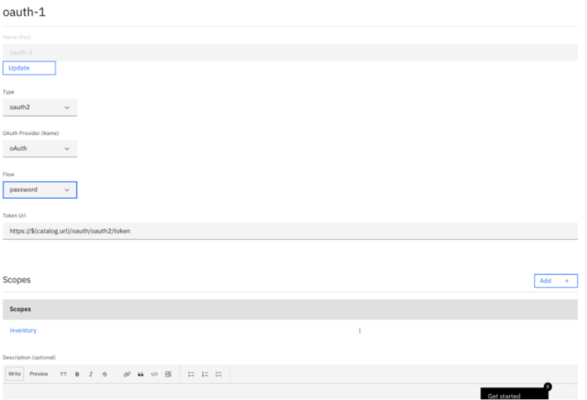 oauth-1
Name (Key)
oauth-1
Update
Type
oauth2
OAuth Provider (Name)
oAuth
Flow
password
Token Url
https://$(catalog.url)/oauth/oauth2/token
Scopes
Add +
Scopes
inventory
Description (optional)
Write Preview TT B I S
Get started